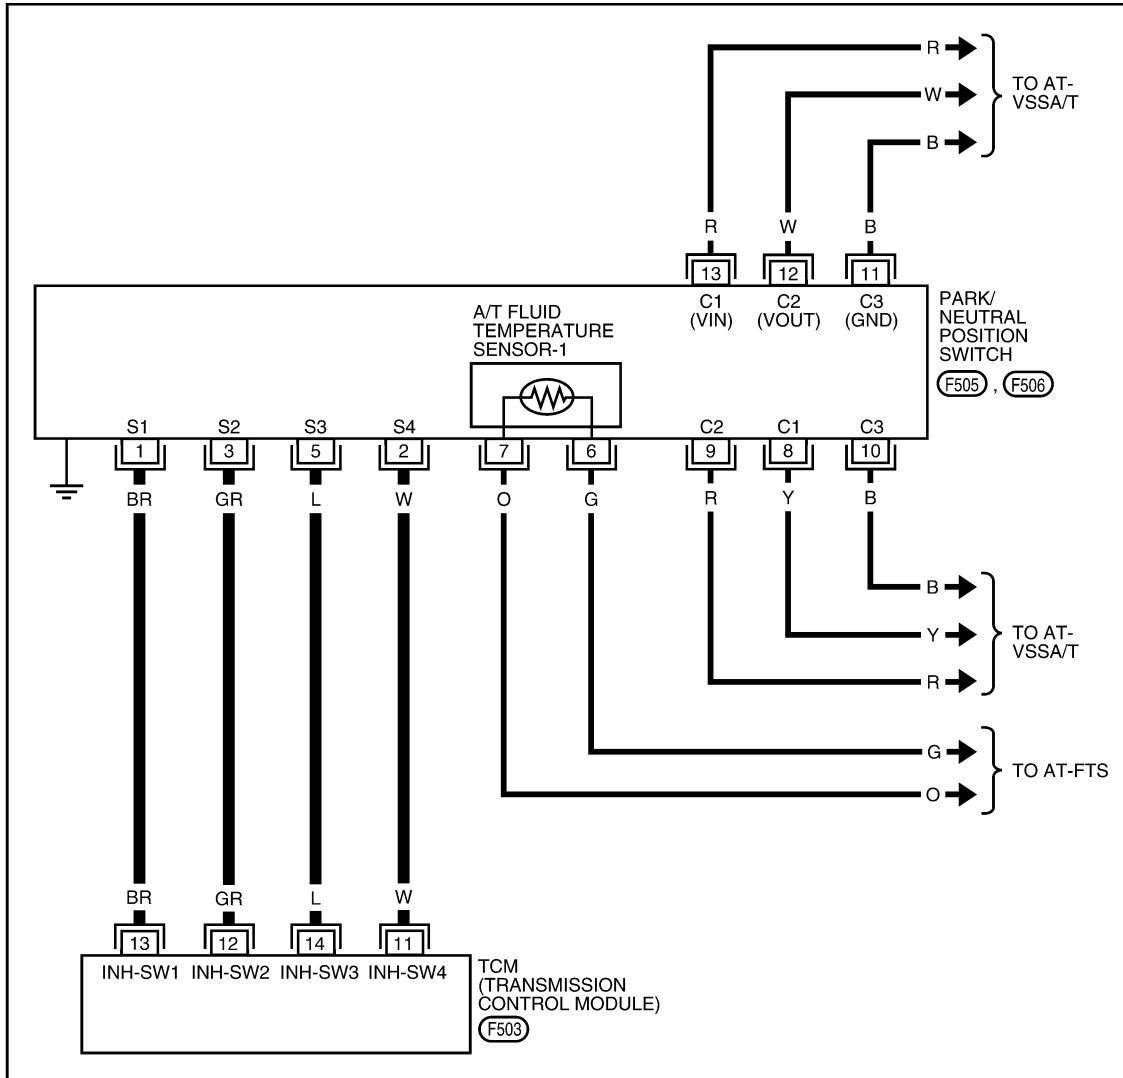 R
TO AT-
VSSA/T
W
B
R W B
13 12 11
C1 C2 C3
(VIN) (VOUT) (GND)
PARK/
NEUTRAL
POSITION
SWITCH
F505 , F506
A/T FLUID
TEMPERATURE
SENSOR-1
S1 S2 S3 S4 C2 C1 C3
1 3 5 2 7 6 9 8 10
BR GR L W O G R Y B
B
Y
R
TO AT-
VSSA/T
G
O
TO AT-FTS
BR GR L W
13 12 14 11
INH-SW1 INH-SW2 INH-SW3 INH-SW4
TCM
(TRANSMISSION
CONTROL MODULE)
F503